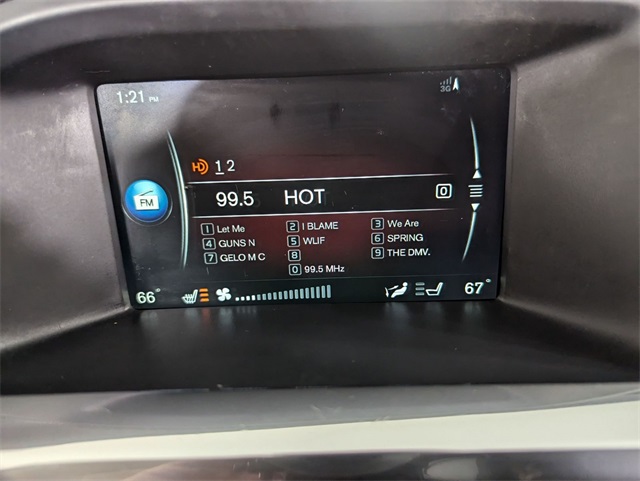 1:21 PM
3G
HD 1 2
FM
99.5 HOT 0
1 Let Me 2 I BLAME 3 We Are
4 GUNS N 5 WLIF 6 SPRING
7 GELO M C 8 9 THE DMV.
0 99.5 MHz
66° 67°